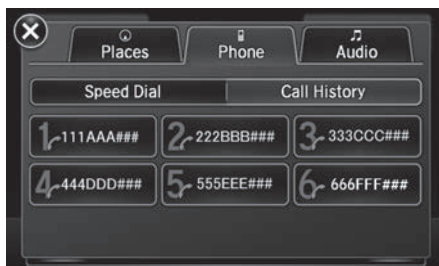 Places Phone Audio
Speed Dial Call History
1 111AAA### 2 222BBB### 3 333CCC###
4 444DDD### 5 555EEE### 6 666FFF###